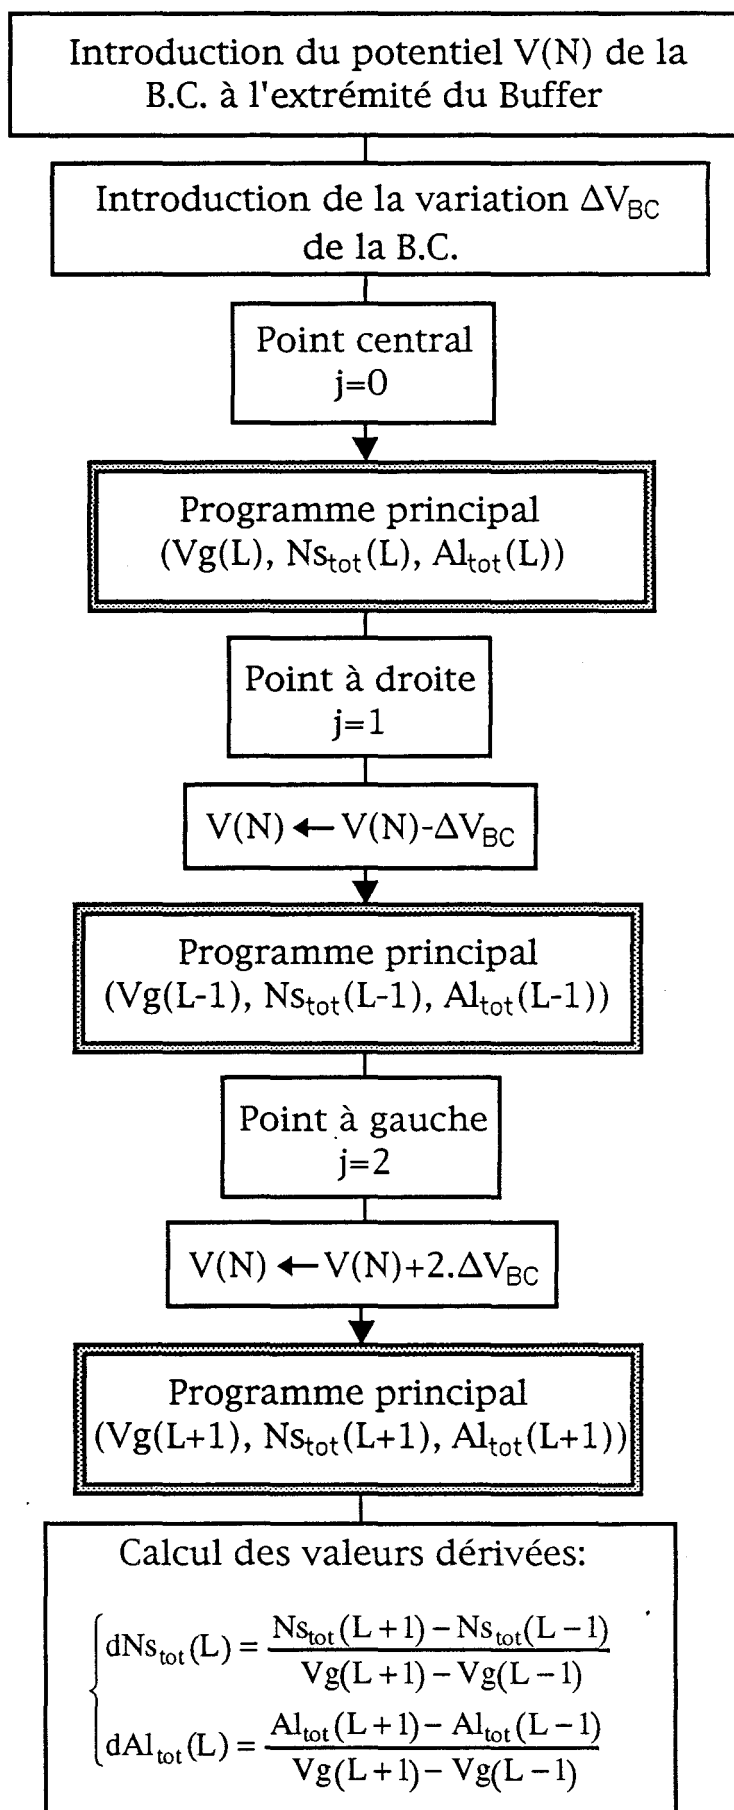 Introduction du potentiel V(N) de la
B.C. à l'extrémité du Buffer
Introduction de la variation ΔV_BC
de la B.C.
Point central
j=0
Programme principal
(Vg(L), Ns_tot(L), Al_tot(L))
Point à droite
j=1
V(N) ← V(N)-ΔV_BC
Programme principal
(Vg(L-1), Ns_tot(L-1), Al_tot(L-1))
Point à gauche
j=2
V(N) ← V(N)+2.ΔV_BC
Programme principal
(Vg(L+1), Ns_tot(L+1), Al_tot(L+1))
Calcul des valeurs dérivées:
dNs_tot(L) = (Ns_tot(L+1) − Ns_tot(L−1)) / (Vg(L+1) − Vg(L−1))
dAl_tot(L) = (Al_tot(L+1) − Al_tot(L−1)) / (Vg(L+1) − Vg(L−1))